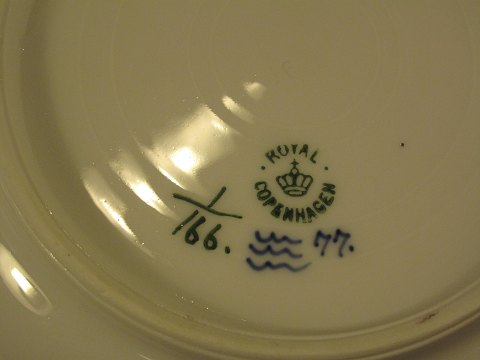 ROYAL
COPENHAGEN
1
166.
77.